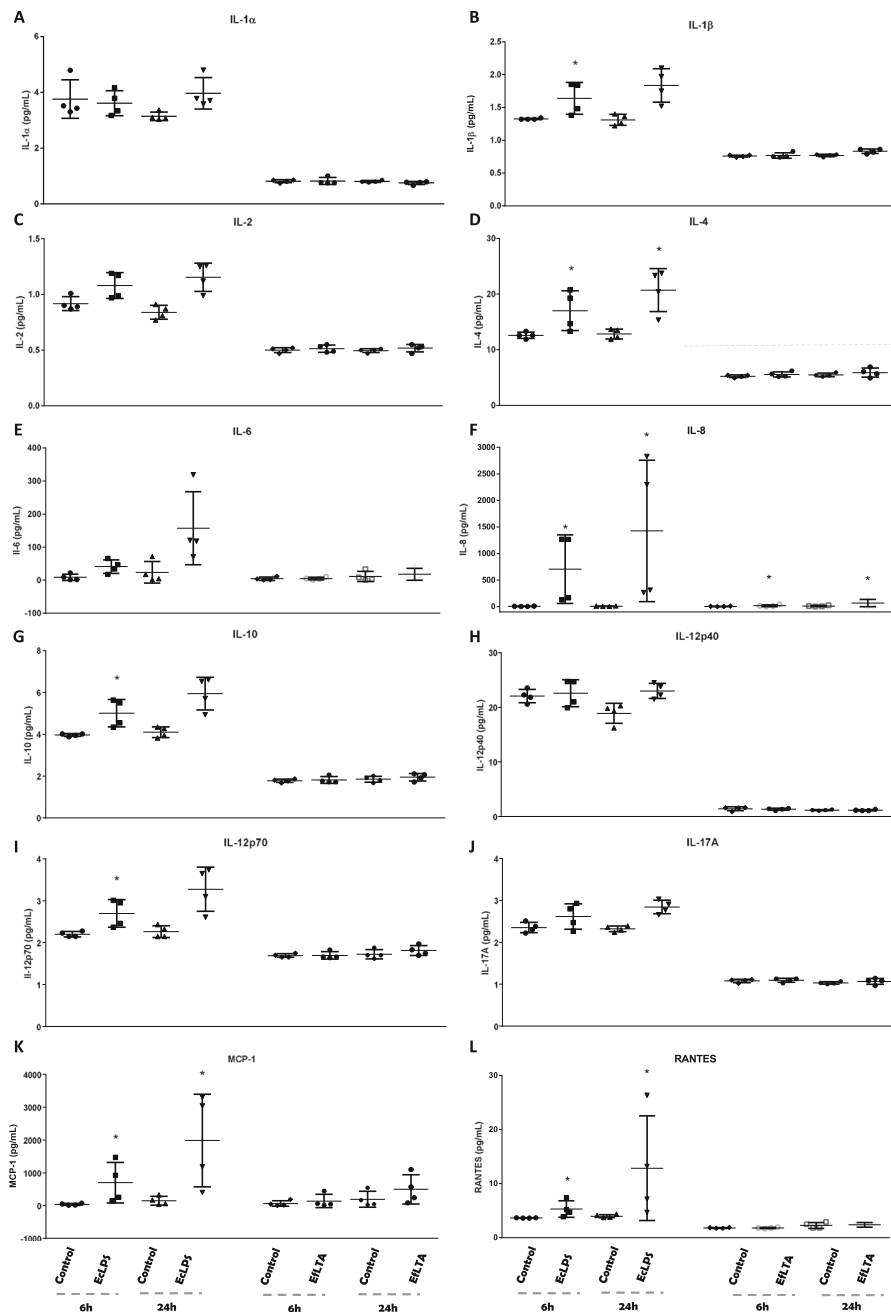 A
IL-1α
IL-1α (pg/mL)
6
4
2
0
B
IL-1β
IL-1β (pg/mL)
2.5
2.0
1.5
1.0
0.5
0.0
*
C
IL-2
IL-2 (pg/mL)
1.5
1.0
0.5
0.0
D
IL-4
IL-4 (pg/mL)
30
20
10
0
*
*
E
IL-6
Il-6 (pg/mL)
400
300
200
100
0
-100
F
IL-8
IL-8 (pg/mL)
3000
2500
2000
1500
1000
500
0
*
*
*
*
G
IL-10
IL-10 (pg/mL)
8
6
4
2
0
*
H
IL-12p40
IL-12p40 (pg/mL)
30
20
10
0
I
IL-12p70
Il-12p70 (pg/mL)
4
3
2
1
0
*
J
IL-17A
IL-17A (pg/mL)
4
3
2
1
0
K
MCP-1
MCP-1 (pg/mL)
4000
3000
2000
1000
0
-1000
*
*
Control
EcLPS
Control
EcLPS
Control
EfLTA
Control
EfLTA
6h
24h
6h
24h
L
RANTES
RANTES (pg/mL)
30
20
10
0
*
*
Control
EcLPS
Control
EcLPS
Control
EfLTA
Control
EfLTA
6h
24h
6h
24h